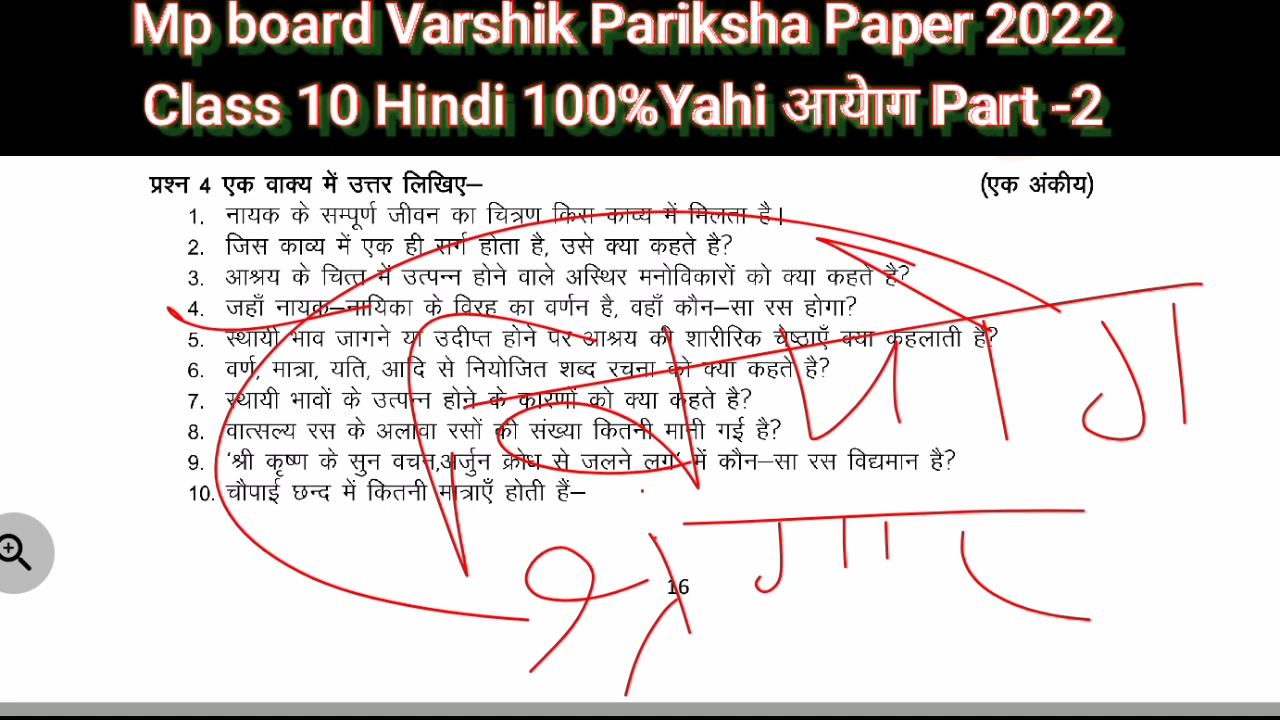 Mp board Varshik Pariksha Paper 2022
Class 10 Hindi 100%Yahi आयेाग Part -2
प्रश्न 4 एक वाक्य में उत्तर लिखिए– (एक अंकीय)
1. नायक के सम्पूर्ण जीवन का चित्रण किस काव्य में मिलता है।
2. जिस काव्य में एक ही सर्ग होता है, उसे क्या कहते है?
3. आश्रय के चित्त में उत्पन्न होने वाले अस्थिर मनोविकारों को क्या कहते है?
4. जहाँ नायक–नायिका के विरह का वर्णन है, वहाँ कौन–सा रस होगा?
5. स्थायी भाव जागने या उदीप्त होने पर आश्रय की शारीरिक चेष्ठाएँ क्या कहलाती है?
6. वर्ण, मात्रा, यति, आदि से नियोजित शब्द रचना को क्या कहते है?
7. स्थायी भावों के उत्पन्न होने के कारणों को क्या कहते है?
8. वात्सल्य रस के अलावा रसों की संख्या कितनी मानी गई है?
9. ‘श्री कृष्ण के सुन वचन,अर्जुन क्रोध से जलने लगे’ में कौन–सा रस विद्यमान है?
10. चौपाई छन्द में कितनी मात्राएँ होती हैं–
16